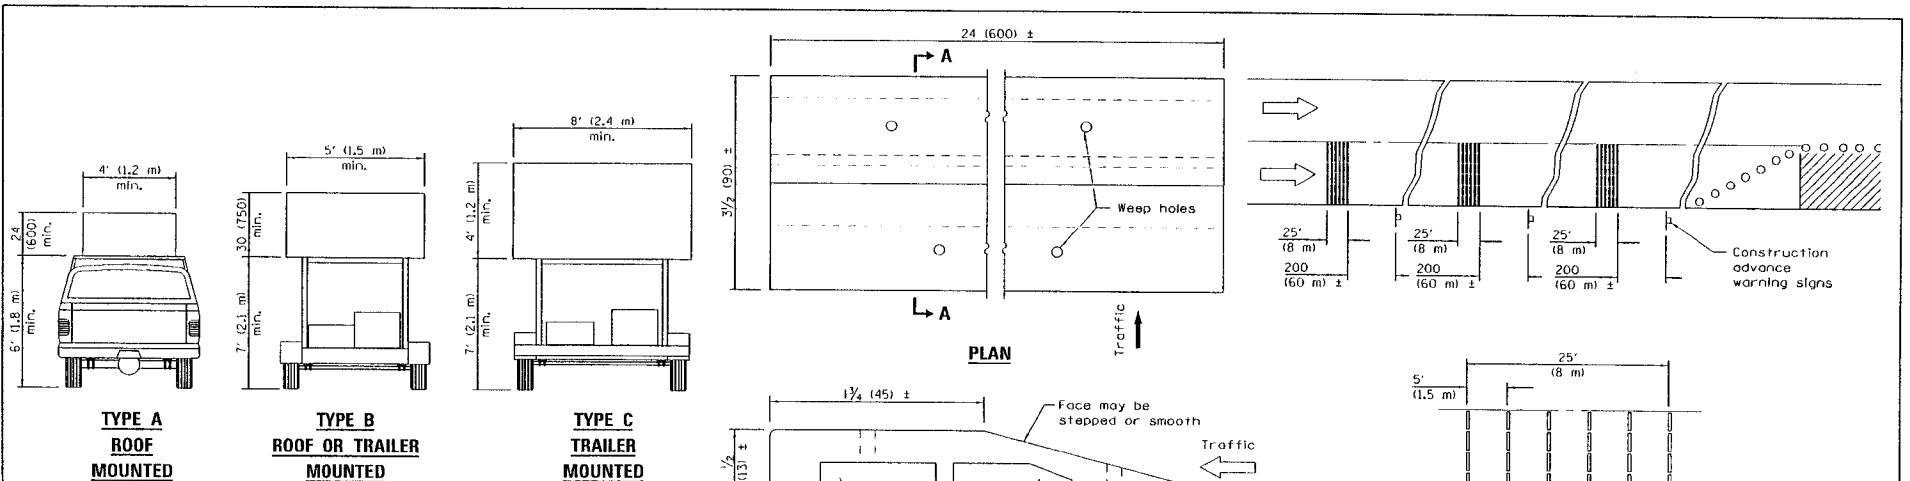 4' (1.2 m)
min.
24
(600)
min.
6' (1.8 m)
min.
TYPE A
ROOF
MOUNTED
5' (1.5 m)
min.
30 (750)
min.
7' (2.1 m)
min.
TYPE B
ROOF OR TRAILER
MOUNTED
8' (2.4 m)
min.
4' (1.2 m)
min.
7' (2.1 m)
min.
TYPE C
TRAILER
MOUNTED
24 (600) ±
A
3½ (90) ±
Weep holes
A
Traffic
PLAN
1¾ (45) ±
Face may be
stepped or smooth
Traffic
½
(13) ±
25'
(8 m)
200
(60 m) ±
25'
(8 m)
200
(60 m) ±
25'
(8 m)
200
(60 m) ±
Construction
advance
warning signs
25'
(8 m)
5'
(1.5 m)